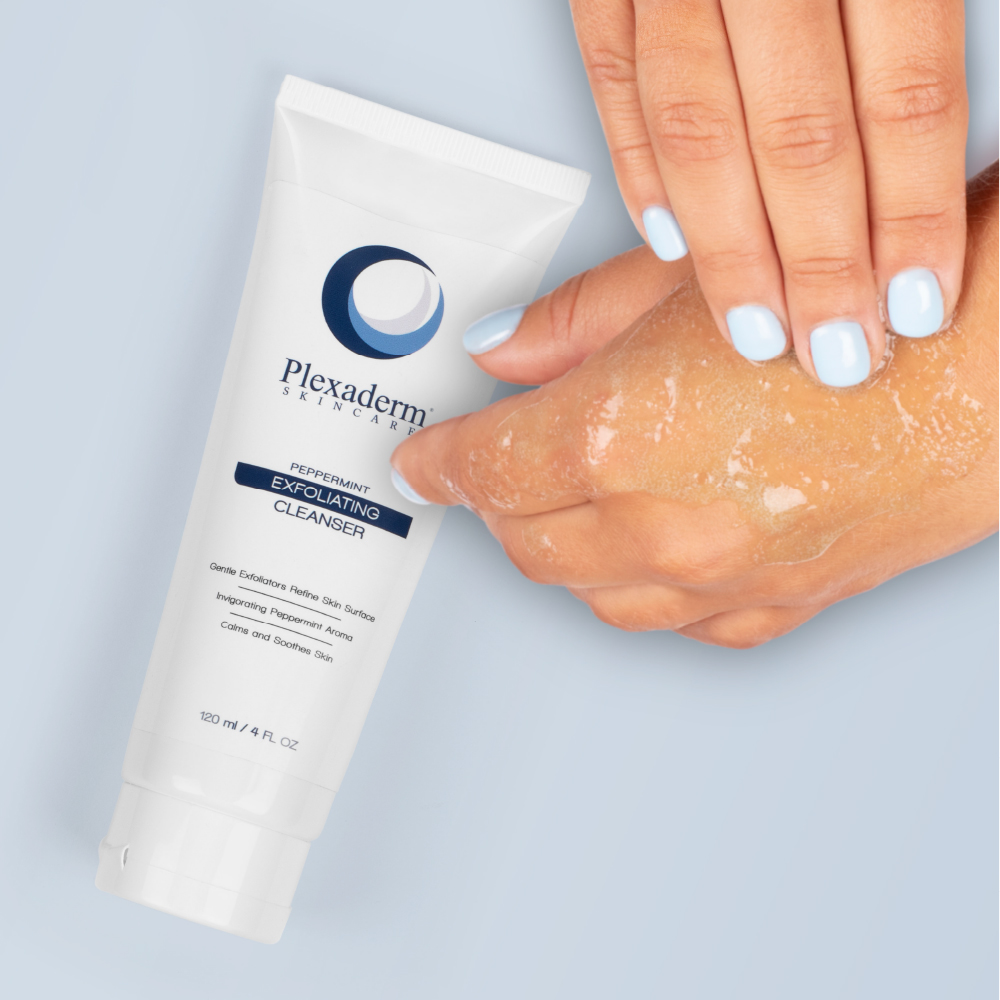 Plexaderm®
SKINCARE
PEPPERMINT
EXFOLIATING
CLEANSER
Gentle Exfoliators Refine Skin Surface
Invigorating Peppermint Aroma
Calms and Soothes Skin
120 ml / 4 FL OZ